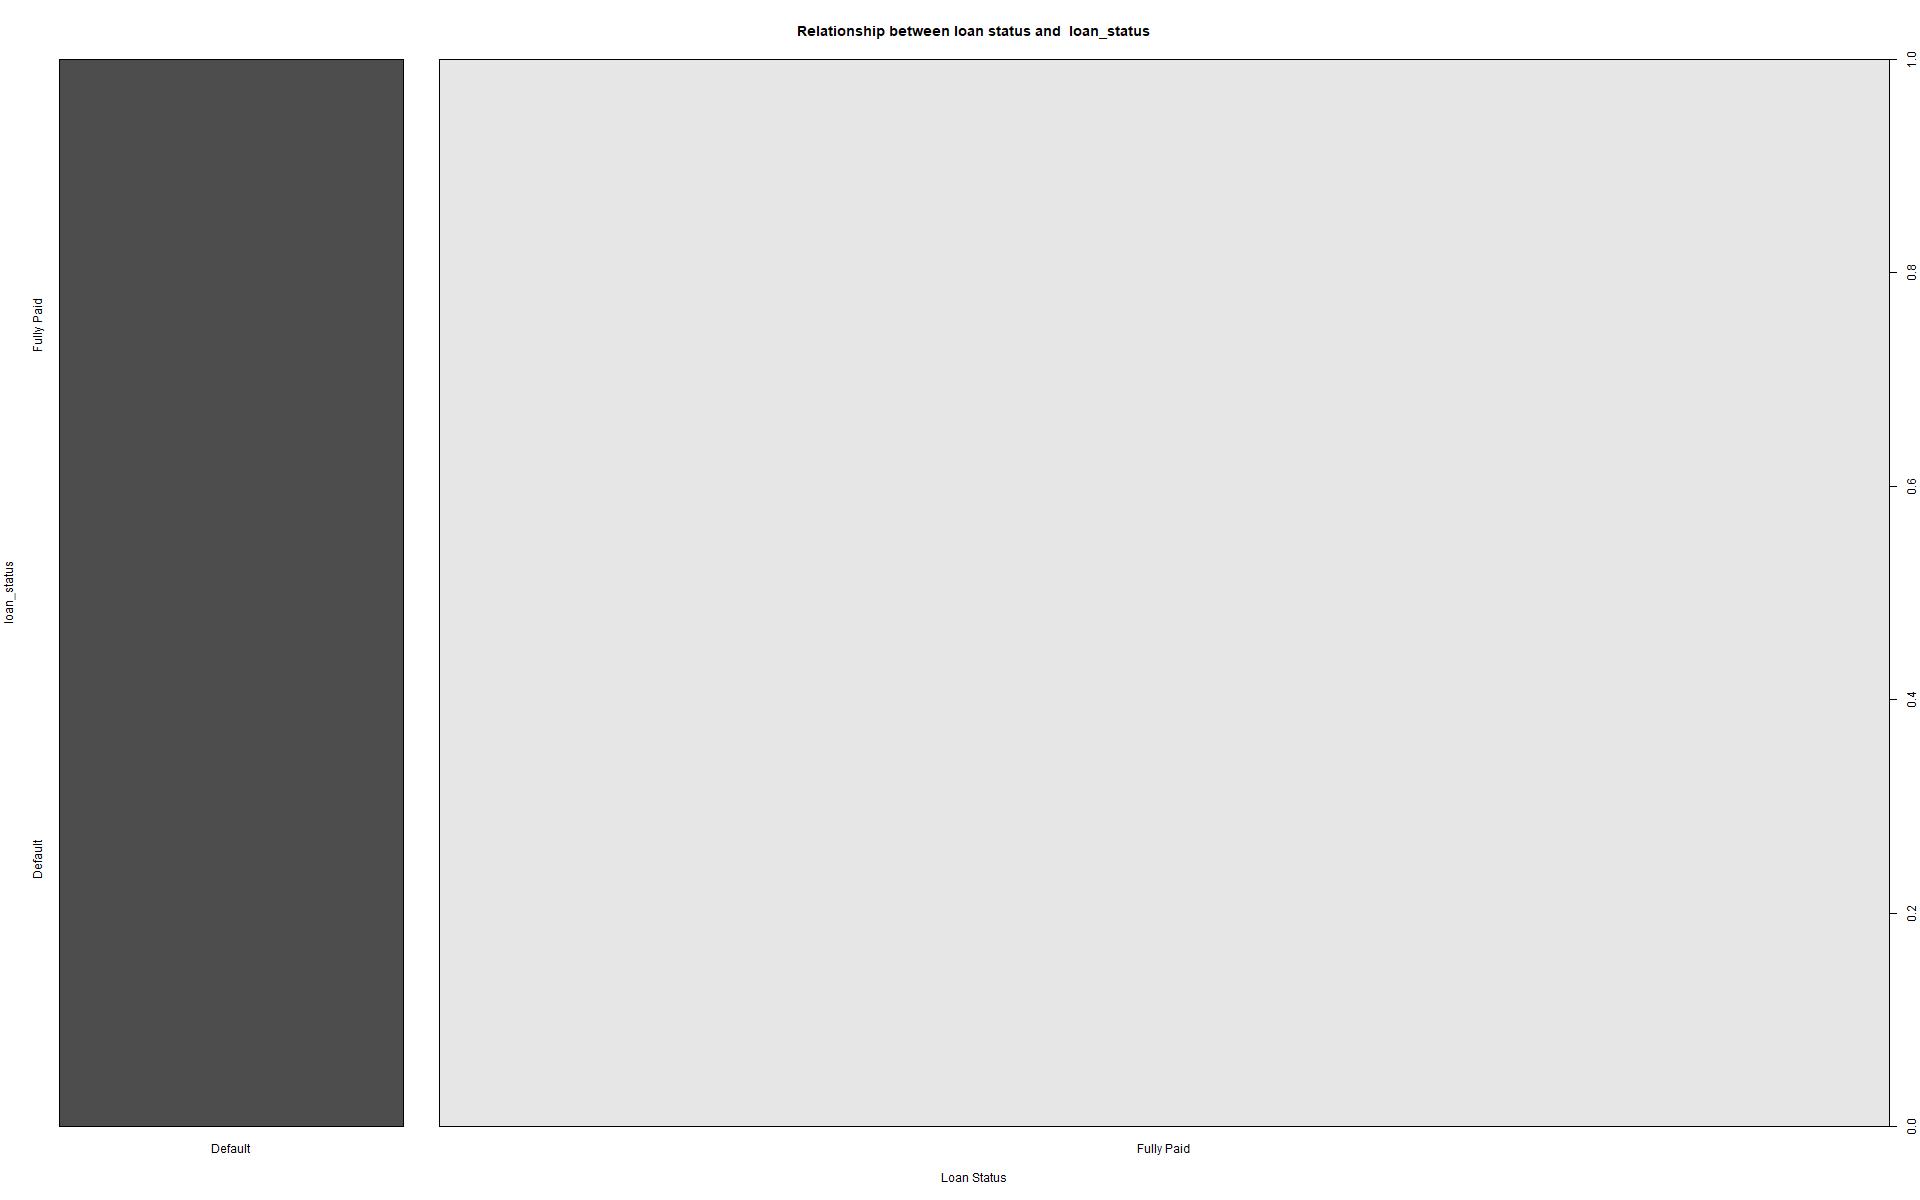 Relationship between loan status and  loan_status
1.0
0.8
0.6
0.4
0.2
0.0
Fully Paid
Default
loan_status
Default
Fully Paid
Loan Status